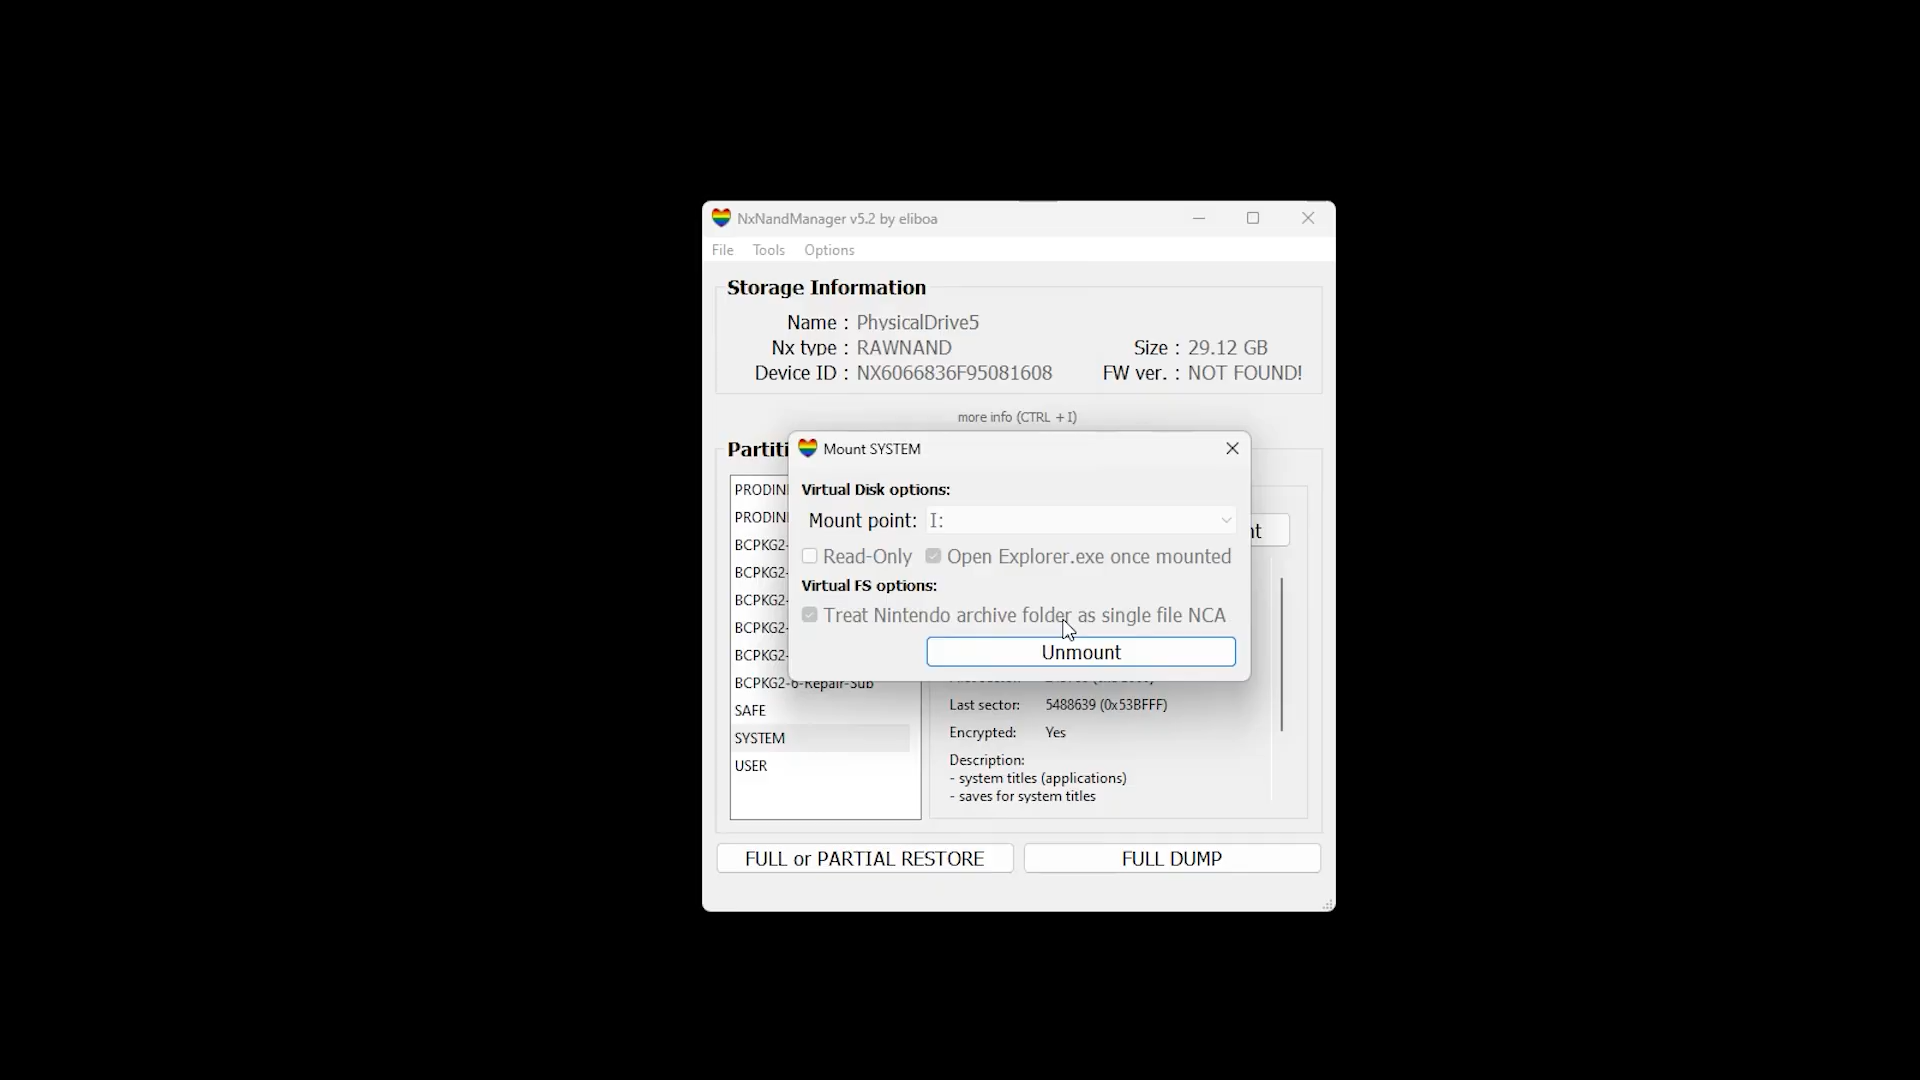 NxNandManager v5.2 by eliboa
File Tools Options
Storage Information
Name : PhysicalDrive5
Nx type : RAWNAND Size : 29.12 GB
Device ID : NX6066836F95081608 FW ver. : NOT FOUND!
more info (CTRL + I)
Partiti
Mount SYSTEM
PRODIN
Virtual Disk options:
PRODIN
Mount point: I:
BCPKG2-
Read-Only Open Explorer.exe once mounted
BCPKG2-
Virtual FS options:
BCPKG2-
Treat Nintendo archive folder as single file NCA
BCPKG2-
BCPKG2-
Unmount
BCPKG2-6-Repair-Sub
SAFE
SYSTEM
USER
Last sector: 5488639 (0x53BFFF)
Encrypted: Yes
Description:
- system titles (applications)
- saves for system titles
FULL or PARTIAL RESTORE FULL DUMP